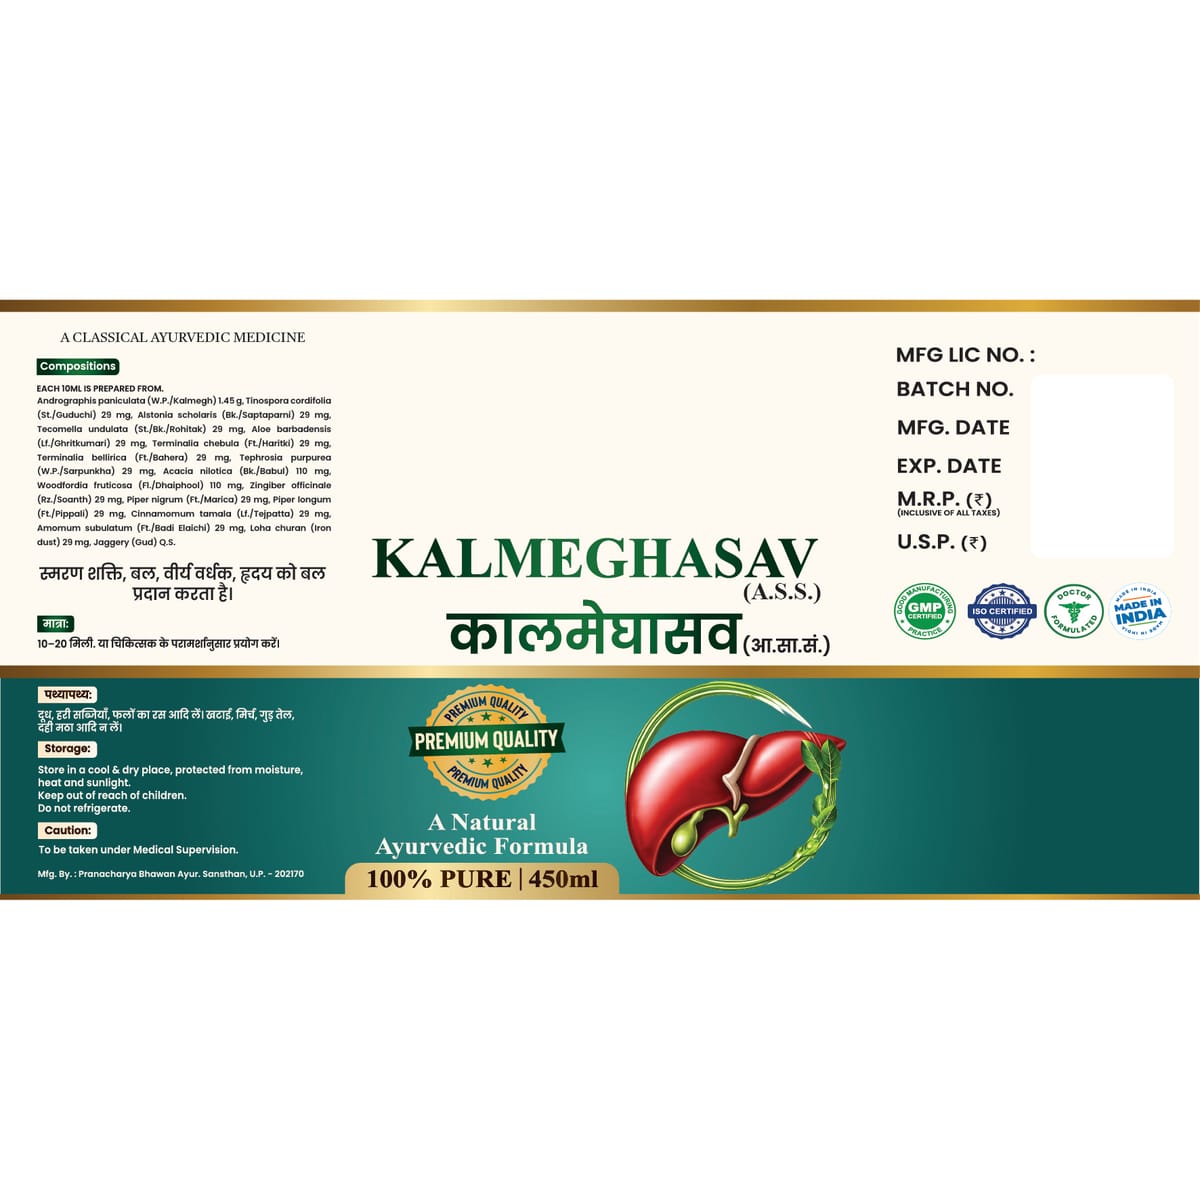 A CLASSICAL AYURVEDIC MEDICINE
Compositions
EACH 10ML IS PREPARED FROM.
Andrographis paniculata (W.P./Kalmegh) 1.45 g, Tinospora cordifolia
(St./Guduchi) 29 mg, Alstonia scholaris (Bk./Saptaparni) 29 mg,
Tecomella undulata (St./Bk./Rohitak) 29 mg, Aloe barbadensis
(Lf./Ghritkumari) 29 mg, Terminalia chebula (Ft./Haritki) 29 mg,
Terminalia bellirica (Ft./Bahera) 29 mg, Tephrosia purpurea
(W.P./Sarpunkha) 29 mg, Acacia nilotica (Bk./Babul) 110 mg,
Woodfordia fruticosa (Fl./Dhaiphool) 110 mg, Zingiber officinale
(Rz./Soanth) 29 mg, Piper nigrum (Ft./Marica) 29 mg, Piper longum
(Ft./Pippali) 29 mg, Cinnamomum tamala (Lf./Tejpatta) 29 mg,
Amomum subulatum (Ft./Badi Elaichi) 29 mg, Loha churan (Iron
dust) 29 mg, Jaggery (Gud) Q.S.
स्मरण शक्ति, बल, वीर्य वर्धक, हृदय को बल
प्रदान करता है।
मात्रा:
10–20 मिली. या चिकित्सक के परामर्शानुसार प्रयोग करें।
पथ्यापथ्य:
दूध, हरी सब्जियाँ, फलों का रस आदि लें। खटाई, मिर्च, गुड़ तेल,
दही मठा आदि न लें।
Storage:
Store in a cool & dry place, protected from moisture,
heat and sunlight.
Keep out of reach of children.
Do not refrigerate.
Caution:
To be taken under Medical Supervision.
Mfg. By. : Pranacharya Bhawan Ayur. Sansthan, U.P. - 202170
KALMEGHASAV
(A.S.S.)
कालमेघासव (आ.सा.सं.)
PREMIUM QUALITY
PREMIUM QUALITY
PREMIUM QUALITY
A Natural
Ayurvedic Formula
100% PURE | 450ml
MFG LIC NO. :
BATCH NO.
MFG. DATE
EXP. DATE
M.R.P. (₹)
(INCLUSIVE OF ALL TAXES)
U.S.P. (₹)
GOOD MANUFACTURING
GMP
CERTIFIED
PRACTICE
ISO CERTIFIED
DOCTOR
FORMULATED
MADE IN INDIA
MADE IN
INDIA
MADE IN INDIA